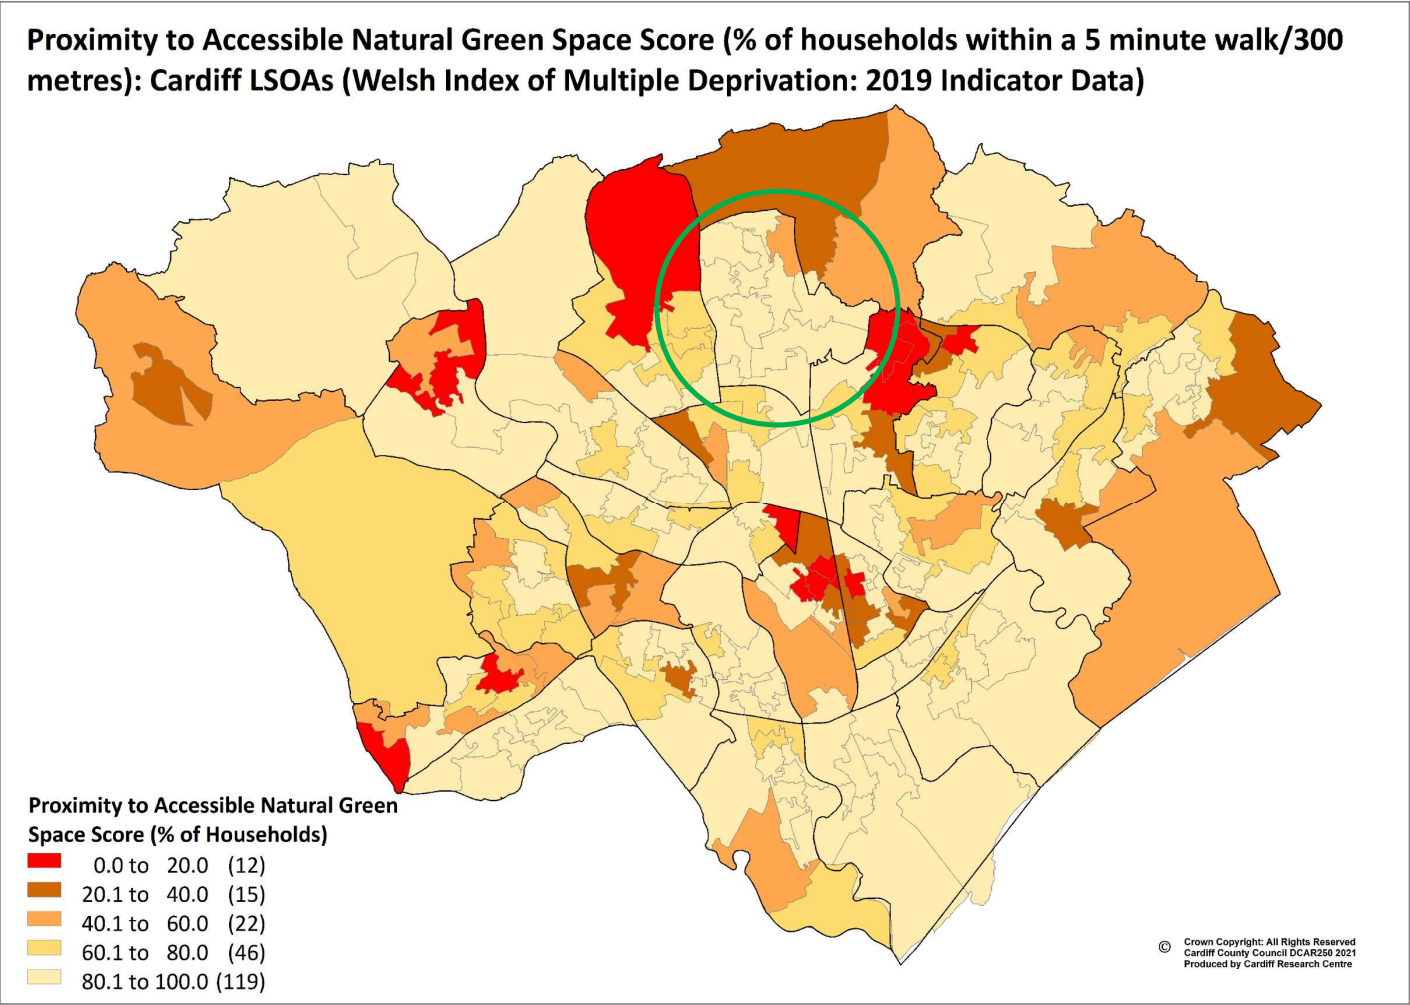 Proximity to Accessible Natural Green Space Score (% of households within a 5 minute walk/300
metres): Cardiff LSOAs (Welsh Index of Multiple Deprivation: 2019 Indicator Data)
Proximity to Accessible Natural Green
Space Score (% of Households)
0.0 to 20.0 (12)
20.1 to 40.0 (15)
40.1 to 60.0 (22)
60.1 to 80.0 (46)
80.1 to 100.0 (119)
© Crown Copyright: All Rights Reserved
Cardiff County Council DCAR250 2021
Produced by Cardiff Research Centre